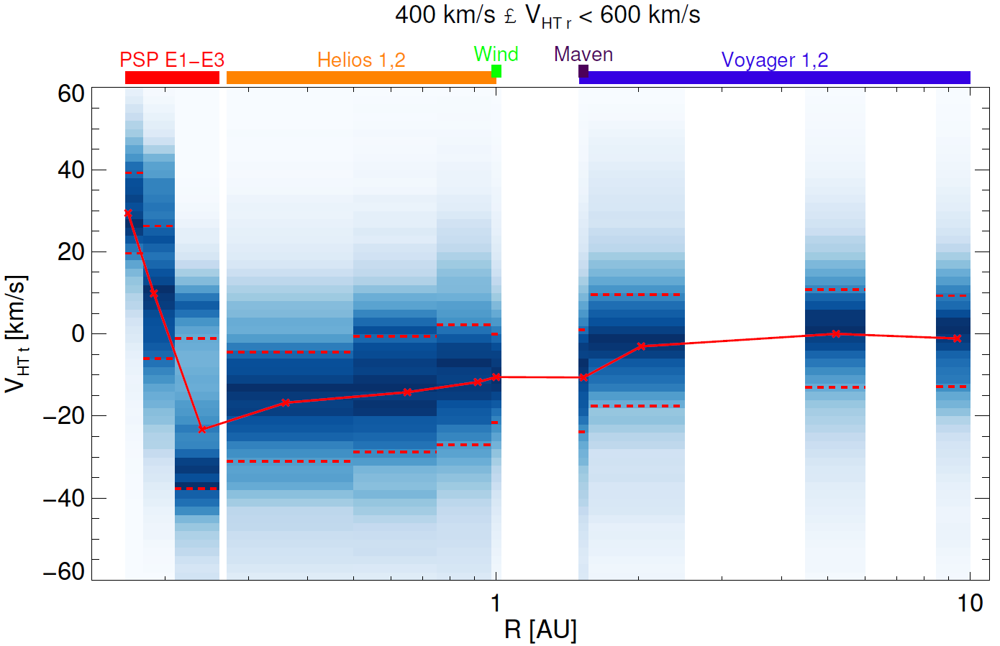 400 km/s £ V_HT r < 600 km/s
PSP E1−E3 Helios 1,2 Wind Maven Voyager 1,2
60
40
20
0
−20
−40
−60
V_HT t [km/s]
1 10
R [AU]